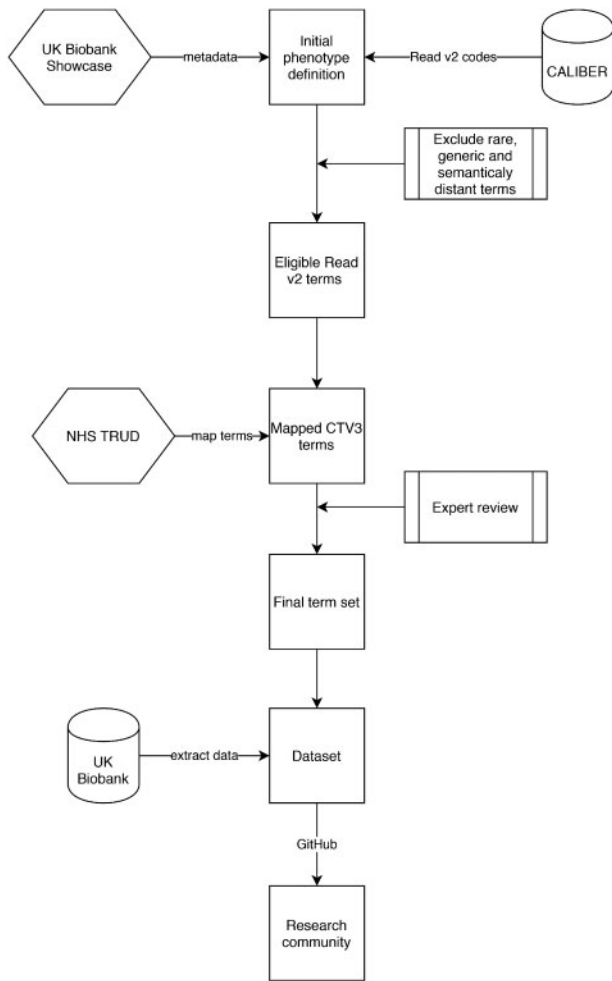 UK Biobank
Showcase
metadata
Initial
phenotype
definition
Read v2 codes
CALIBER
Exclude rare,
generic and
semanticaly
distant terms
Eligible Read
v2 terms
NHS TRUD
map terms
Mapped CTV3
terms
Expert review
Final term set
UK
Biobank
extract data
Dataset
GitHub
Research
community